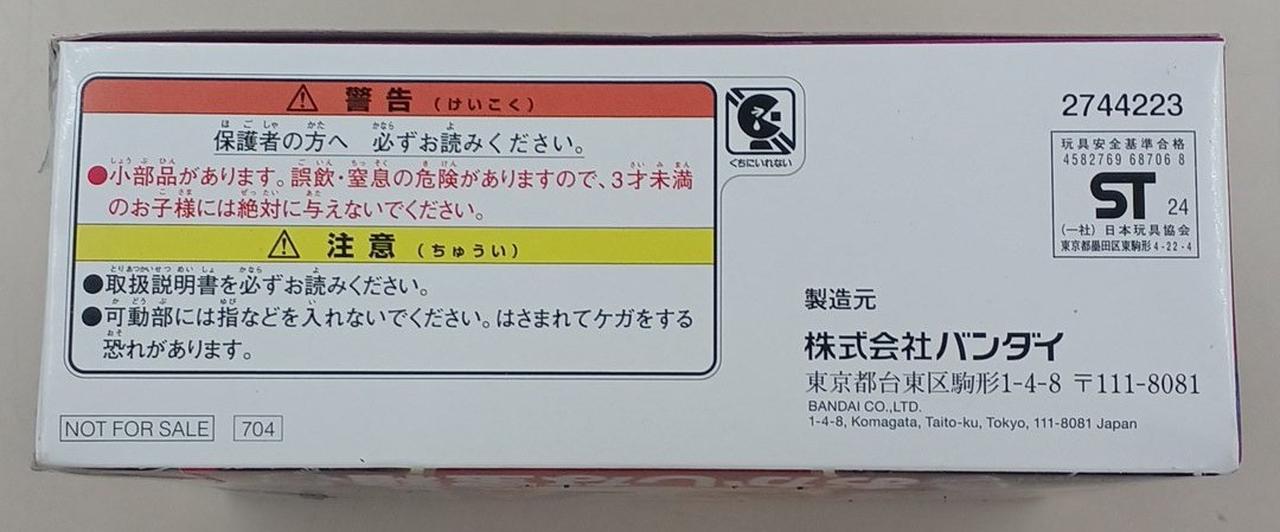 警告（けいこく）
保護者の方へ 必ずお読みください。
●小部品があります。誤飲・窒息の危険がありますので、3才未満
のお子様には絶対に与えないでください。
注意（ちゅうい）
●取扱説明書を必ずお読みください。
●可動部には指などを入れないでください。はさまれてケガをする
恐れがあります。
NOT FOR SALE 704
くちにいれない
2744223
玩具安全基準合格
4582769 68706 8
ST 24
(一社) 日本玩具協会
東京都墨田区東駒形4-22-4
製造元
株式会社バンダイ
東京都台東区駒形1-4-8 〒111-8081
BANDAI CO.,LTD.
1-4-8, Komagata, Taito-ku, Tokyo, 111-8081 Japan